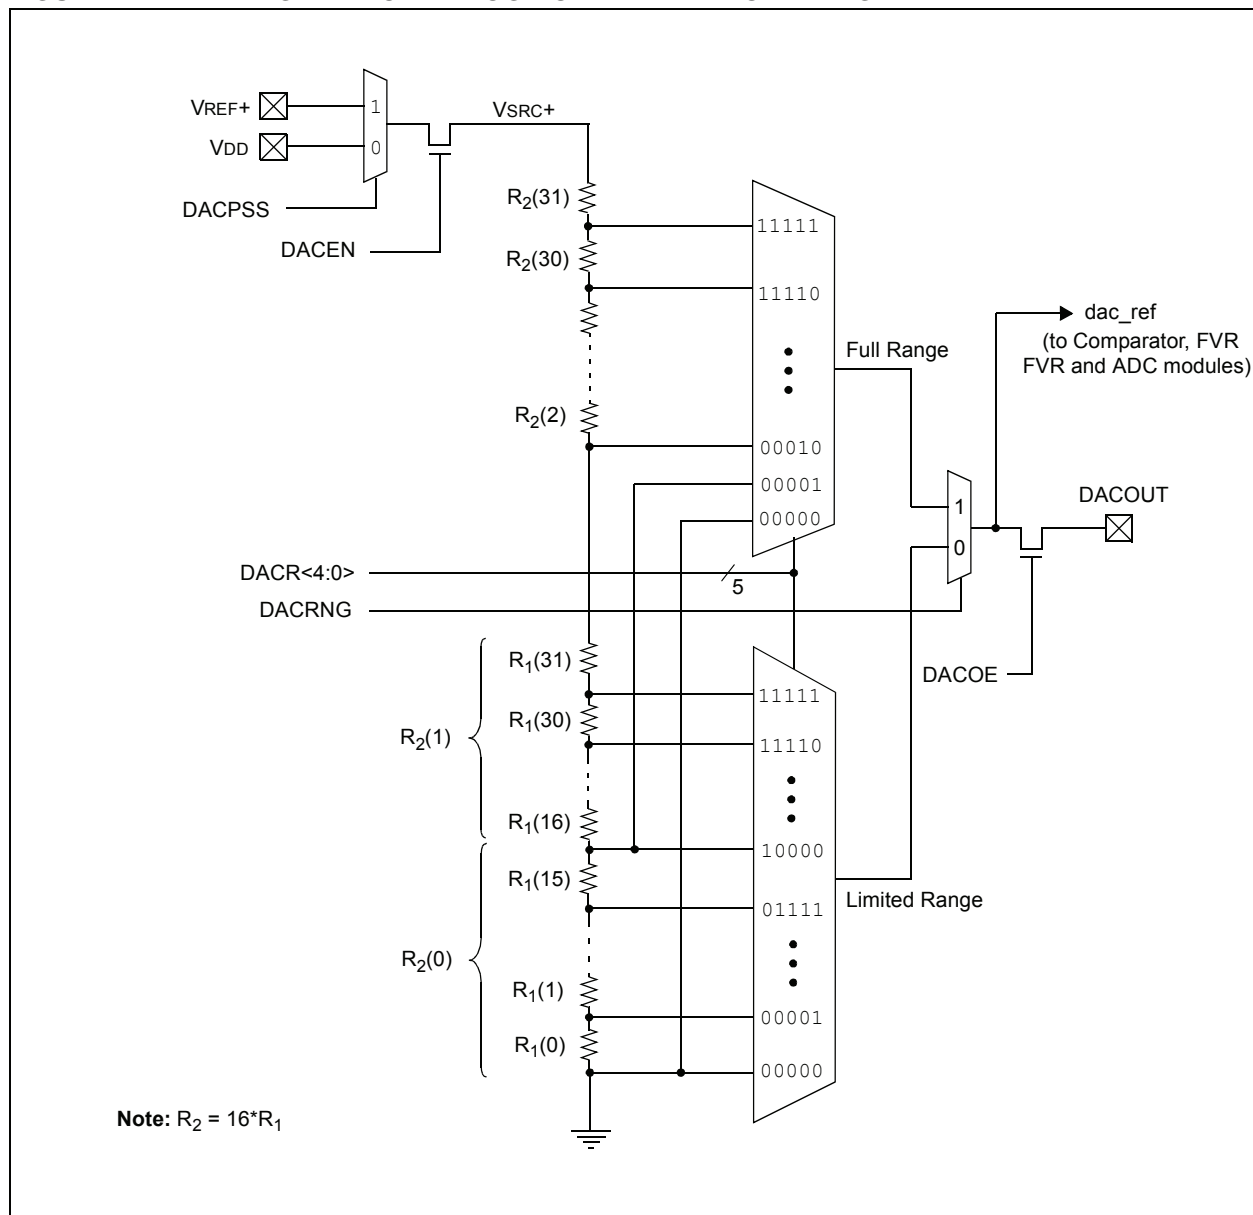 VREF+
1
VSRC+
VDD
0
DACPSS
DACEN
R2(31)
11111
R2(30)
11110
dac_ref
(to Comparator, FVR
FVR and ADC modules)
Full Range
R2(2)
00010
00001
00000
1
0
DACOUT
DACR<4:0>
5
DACRNG
DACOE
R1(31)
11111
R1(30)
11110
R2(1)
R1(16)
10000
R1(15)
01111
Limited Range
R2(0)
R1(1)
00001
R1(0)
00000
Note: R2 = 16*R1